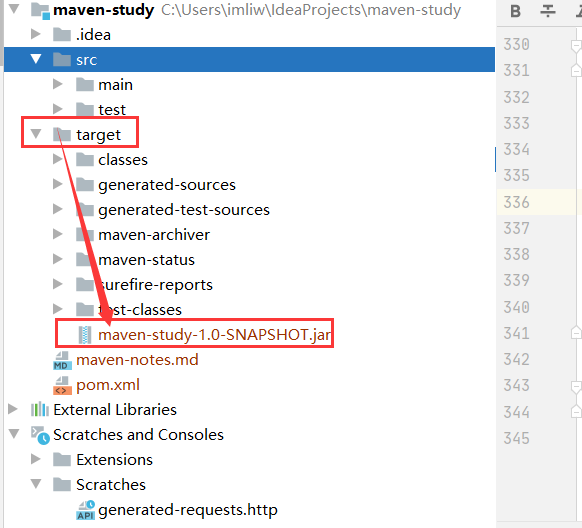 maven-study C:\Users\imliw\IdeaProjects\maven-study
.idea
src
main
test
target
classes
generated-sources
generated-test-sources
maven-archiver
maven-status
surefire-reports
test-classes
maven-study-1.0-SNAPSHOT.jar
MD maven-notes.md
<> pom.xml
External Libraries
Scratches and Consoles
Extensions
Scratches
API generated-requests.http
B
330
331
332
333
334
335
336
337
338
339
340
341
342
343
344
345